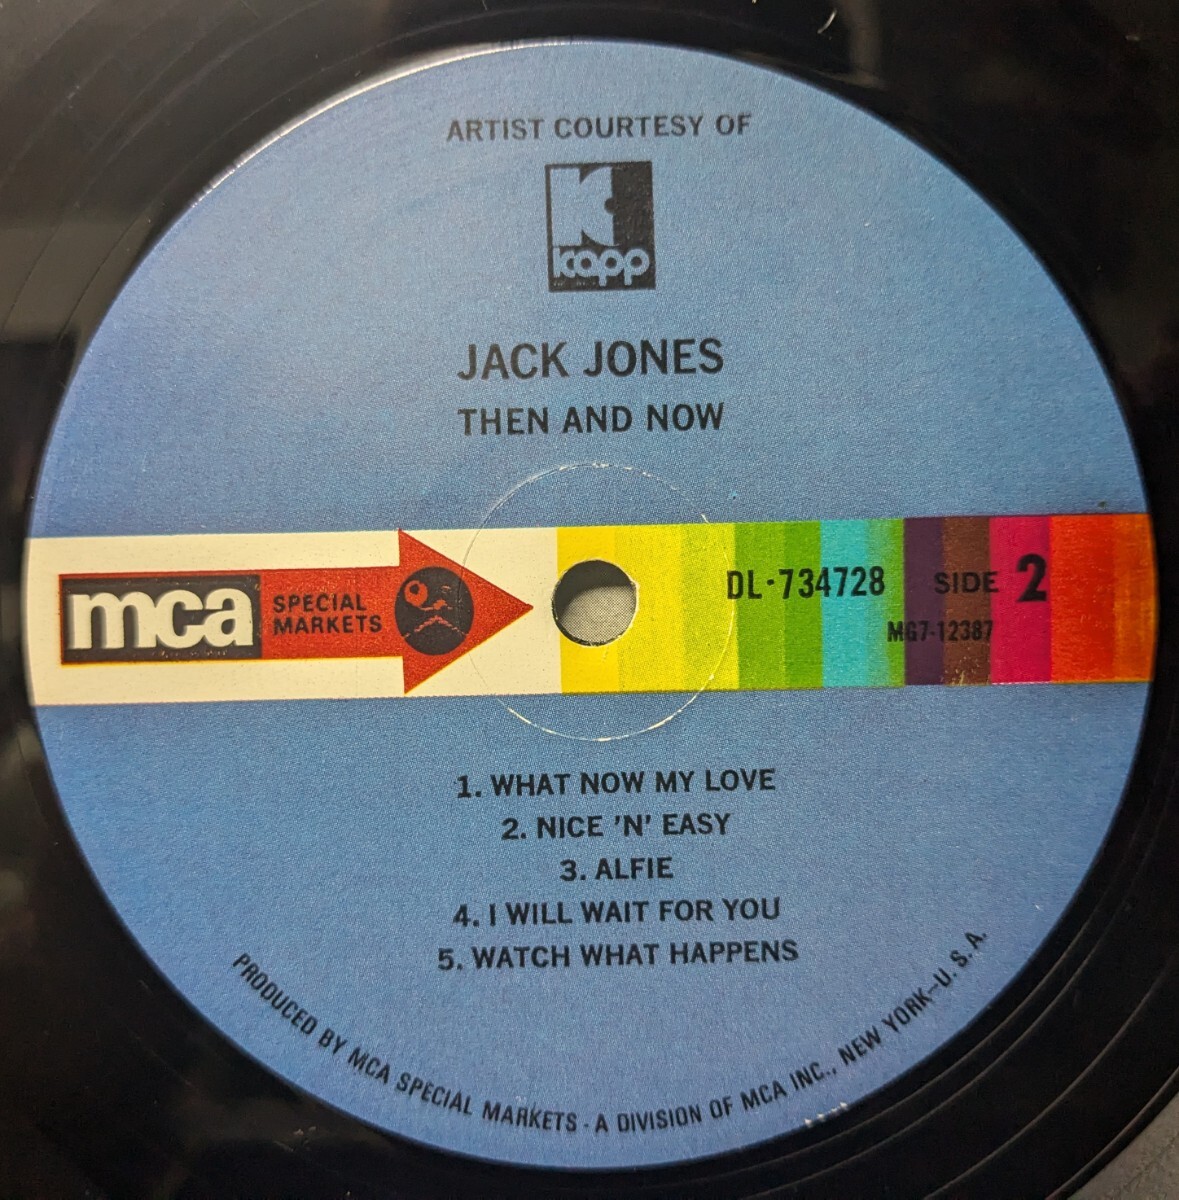 ARTIST COURTESY OF
K
kapp
JACK JONES
THEN AND NOW
mca
SPECIAL
MARKETS
DL·734728
SIDE 2
MG7-12387
1. WHAT NOW MY LOVE
2. NICE 'N' EASY
3. ALFIE
4. I WILL WAIT FOR YOU
5. WATCH WHAT HAPPENS
PRODUCED BY MCA SPECIAL MARKETS - A DIVISION OF MCA INC., NEW YORK—U.S.A.